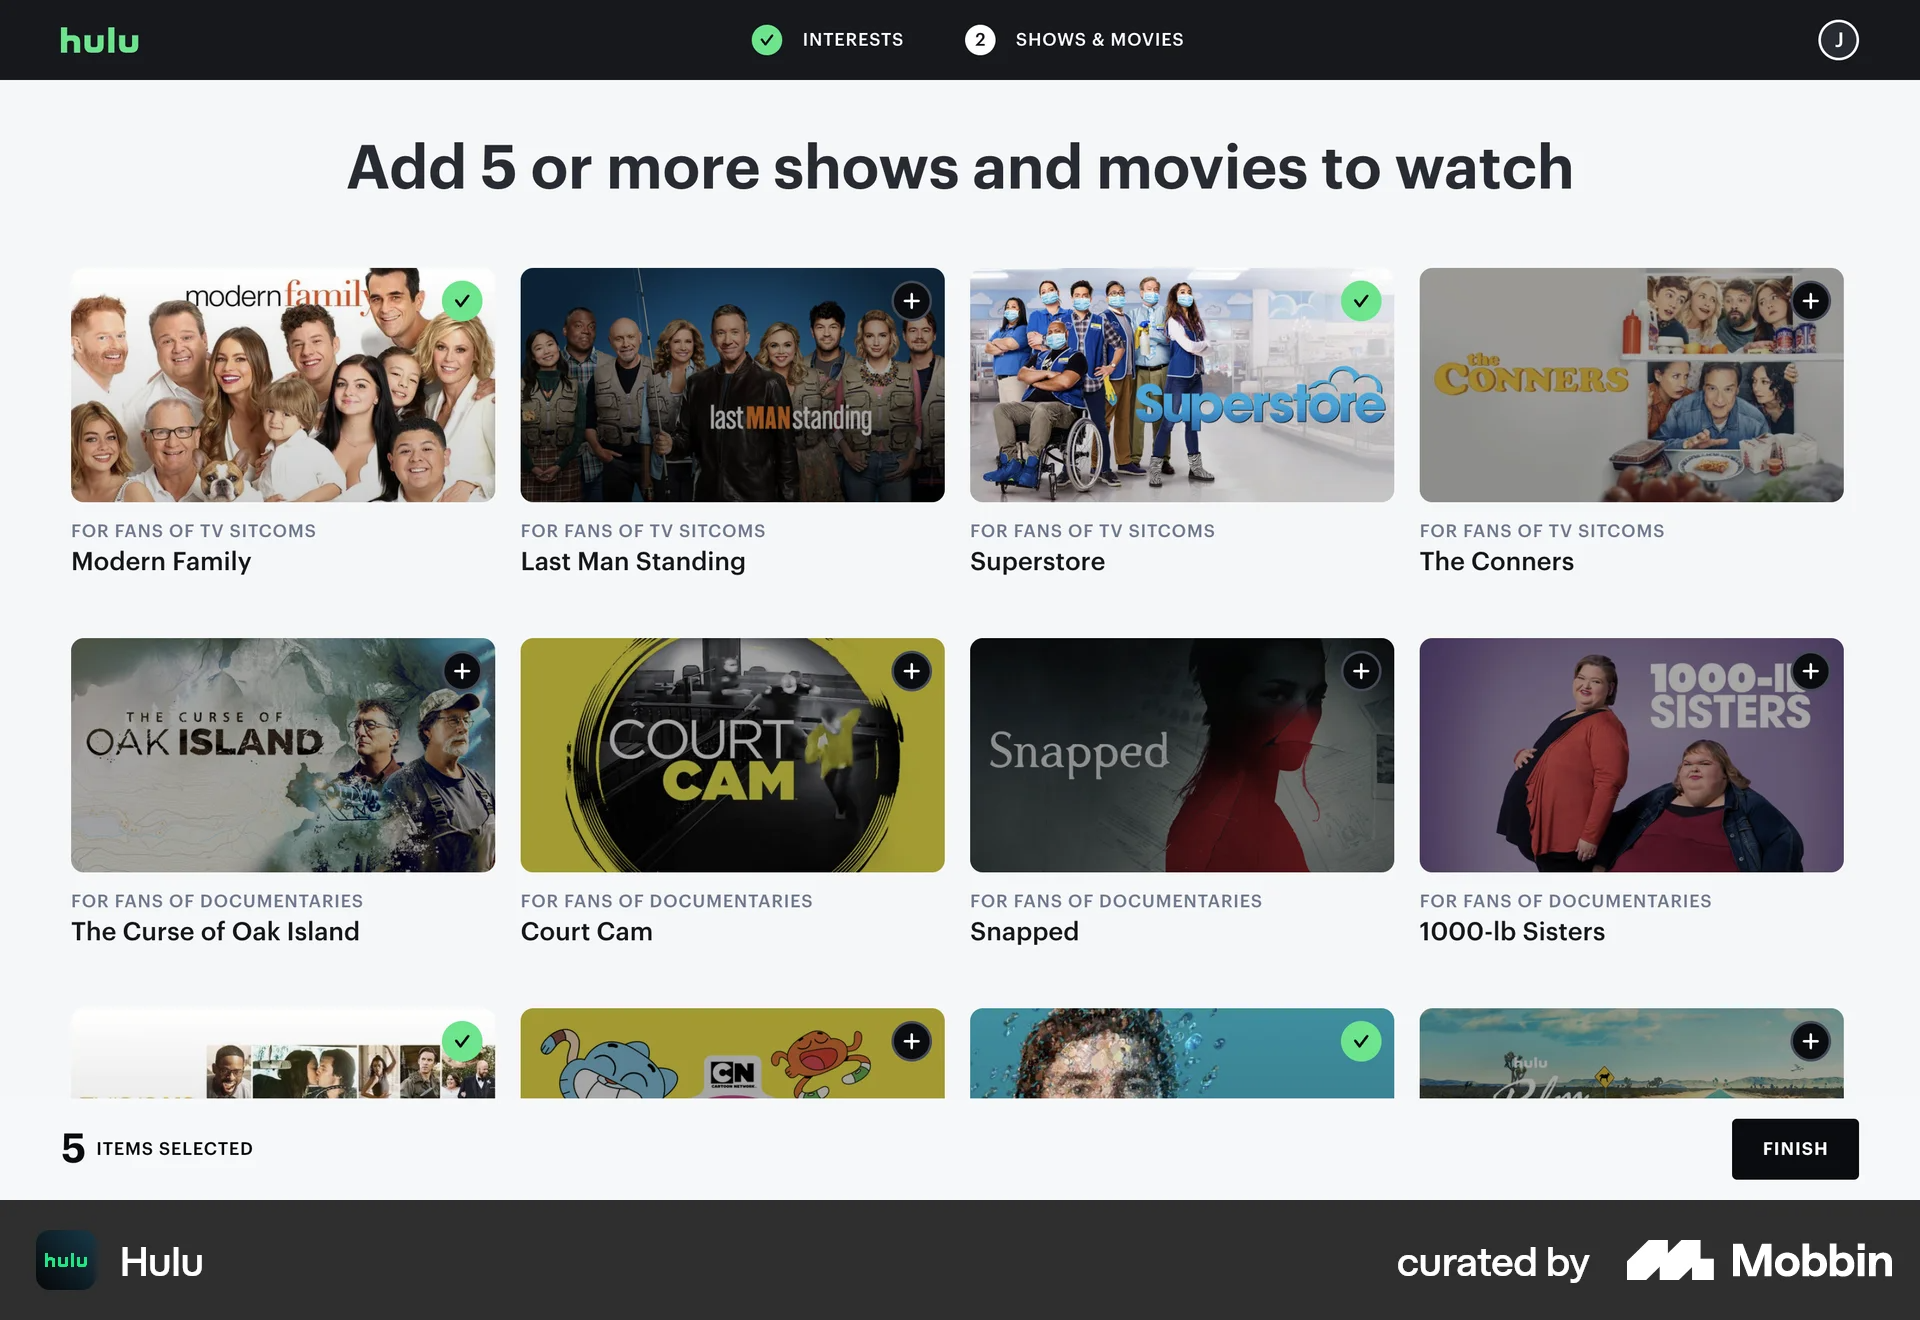 hulu
INTERESTS
2 SHOWS & MOVIES
J
Add 5 or more shows and movies to watch
modern family
last MAN standing
Superstore
the CONNERS
FOR FANS OF TV SITCOMS
Modern Family
FOR FANS OF TV SITCOMS
Last Man Standing
FOR FANS OF TV SITCOMS
Superstore
FOR FANS OF TV SITCOMS
The Conners
THE CURSE OF
OAK ISLAND
COURT
CAM
Snapped
1000-lb
SISTERS
FOR FANS OF DOCUMENTARIES
The Curse of Oak Island
FOR FANS OF DOCUMENTARIES
Court Cam
FOR FANS OF DOCUMENTARIES
Snapped
FOR FANS OF DOCUMENTARIES
1000-lb Sisters
CN
CARTOON NETWORK
hulu
5 ITEMS SELECTED
FINISH
hulu
Hulu
curated by
Mobbin